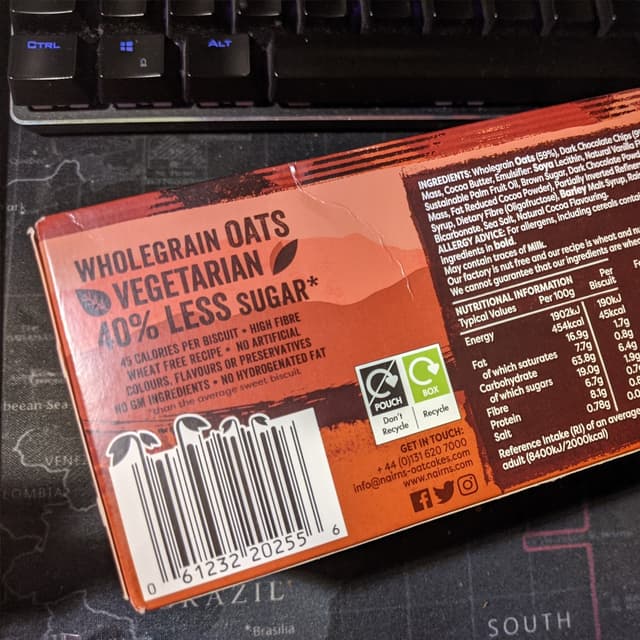 CTRL
ALT
WHOLEGRAIN OATS
VEGETARIAN
40% LESS SUGAR*
45 CALORIES PER BISCUIT • HIGH FIBRE
WHEAT FREE RECIPE • NO ARTIFICIAL
COLOURS, FLAVOURS OR PRESERVATIVES
NO GM INGREDIENTS • NO HYDROGENATED FAT
*than the average sweet biscuit.
0 61232 20255 6
POUCH
Don't
Recycle
BOX
Recycle
GET IN TOUCH:
+44 (0)131 620 7000
info@nairns-oatcakes.com
www.nairns.com
INGREDIENTS: Wholegrain Oats (59%), Dark Chocolate Chips
Mass, Cocoa Butter, Emulsifier: Soya Lecithin, Natural Vanilla
Sustainable Palm Fruit Oil, Brown Sugar, Dark Chocolate
Mass, Fat Reduced Cocoa Powder), Partially Inverted
Syrup, Dietary Fibre (Oligofructose), Barley Malt Syrup,
Bicarbonate, Sea Salt, Natural Cocoa Flavouring.
ALLERGY ADVICE: For allergens, including cereals
ingredients in bold.
May contain traces of Milk.
Our factory is nut free and our recipe is wheat and
We cannot guarantee that our ingredients are
NUTRITIONAL INFORMATION
Typical Values Per 100g Per Biscuit
Energy 1902kJ 190kJ
454kcal 45kcal
Fat 16.9g 1.7g
of which saturates 7.7g
Carbohydrate 63.8g 6.4g
of which sugars 19.0g
Fibre 6.7g
Protein 8.1g
Salt 0.78g
Reference Intake (RI) of an average
adult (8400kJ/2000kcal)
bean Sea
BRAZIL
Brasilia
SOUTH